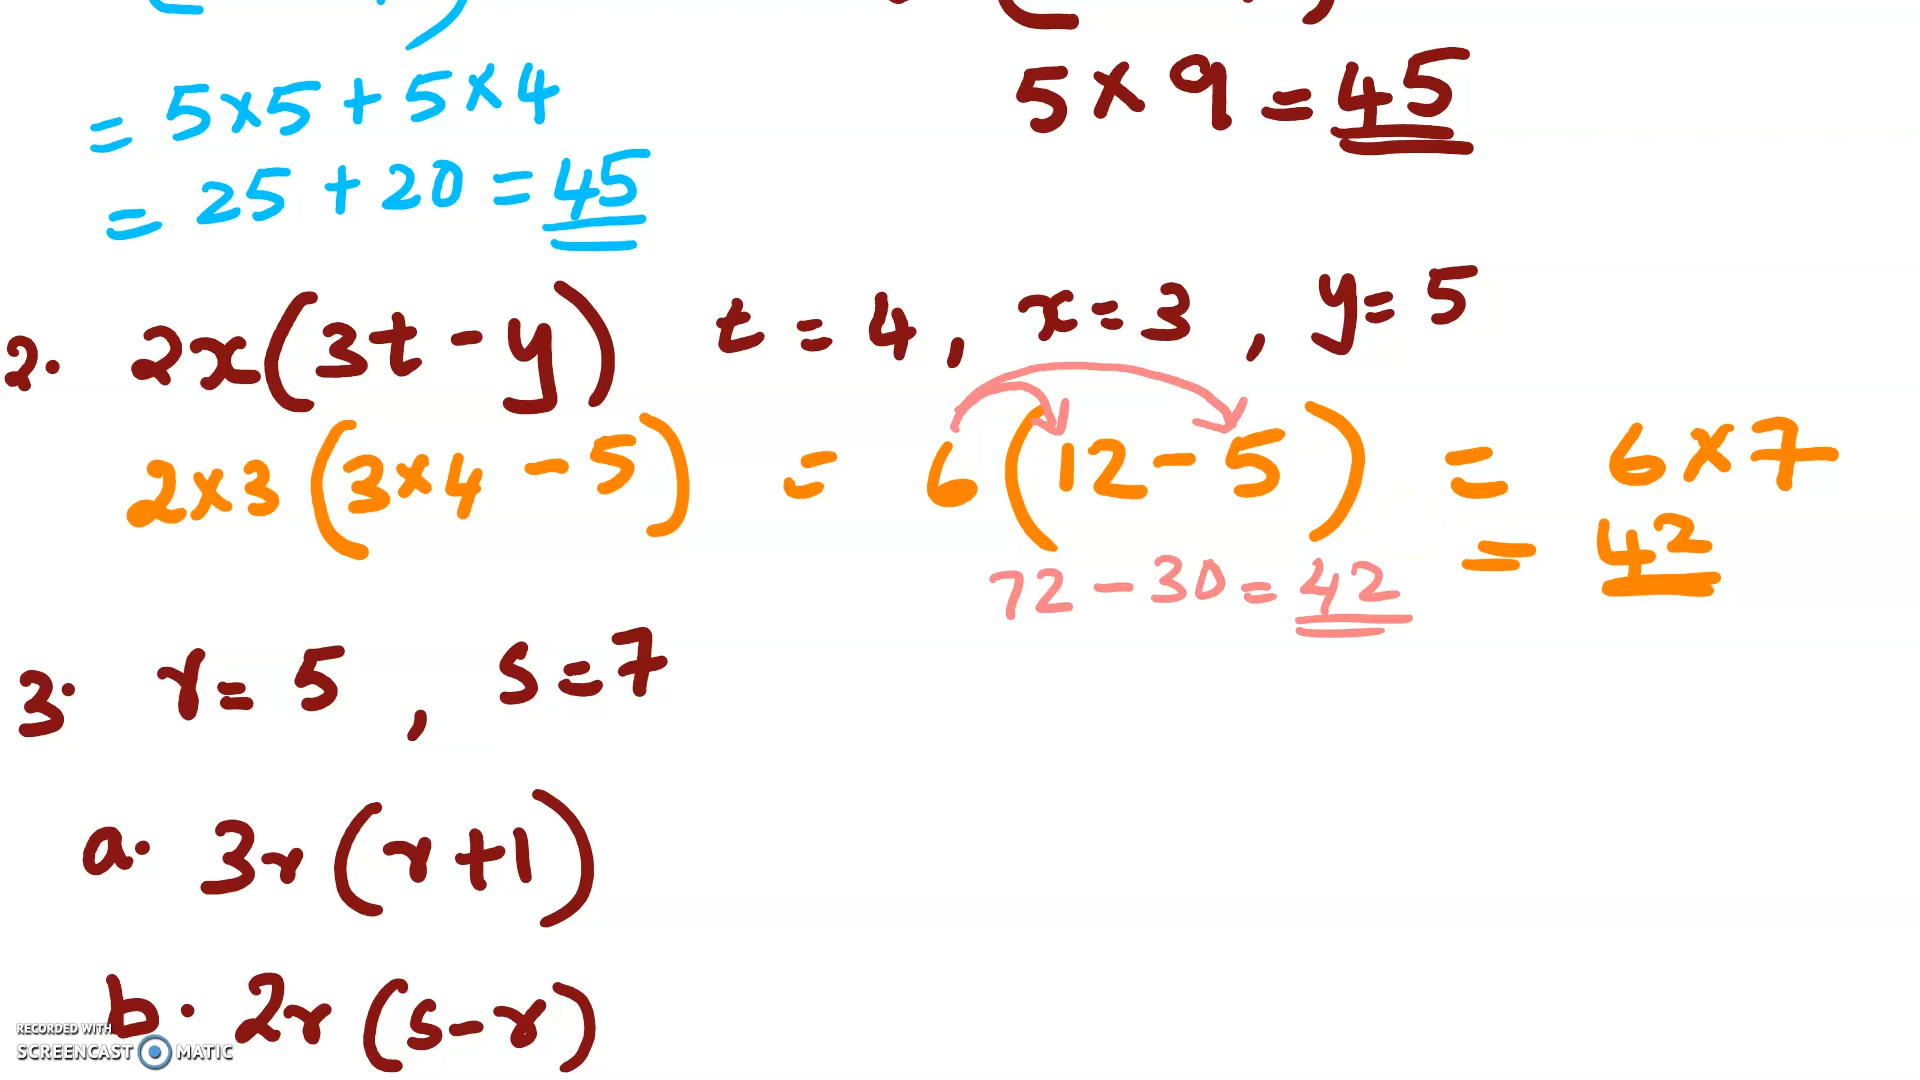 = 5×5 + 5×4
5 × 9 = 45
= 25 + 20 = 45
2. 2x(3t - y) t = 4, x = 3, y = 5
2×3 (3×4 - 5) = 6 (12 - 5) = 6×7
= 42
72 - 30 = 42
3. r = 5, s = 7
a. 3r (r+1)
b. 2r (s-r)
RECORDED WITH
SCREENCAST MATIC